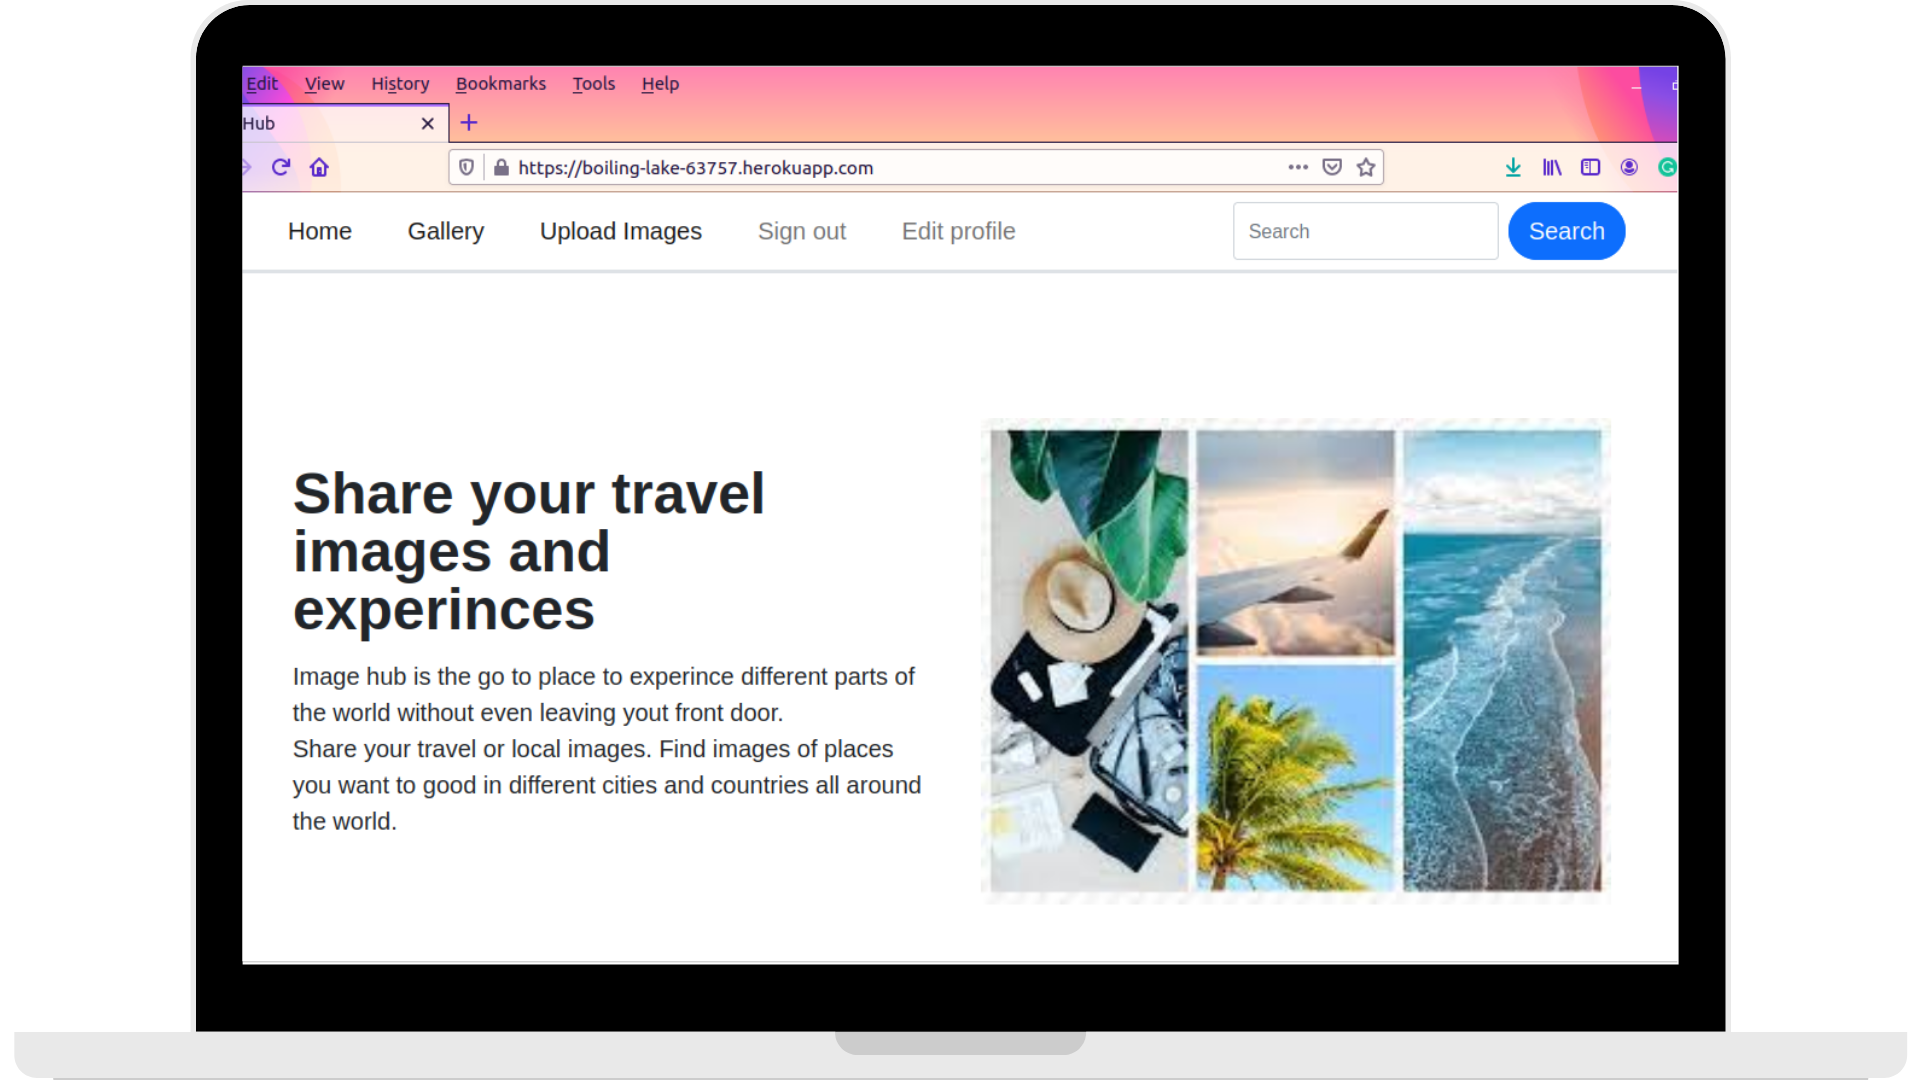 Edit View History Bookmarks Tools Help
Hub
https://boiling-lake-63757.herokuapp.com
Home Gallery Upload Images Sign out Edit profile Search Search
Share your travel
images and
experinces
Image hub is the go to place to experince different parts of
the world without even leaving yout front door.
Share your travel or local images. Find images of places
you want to good in different cities and countries all around
the world.